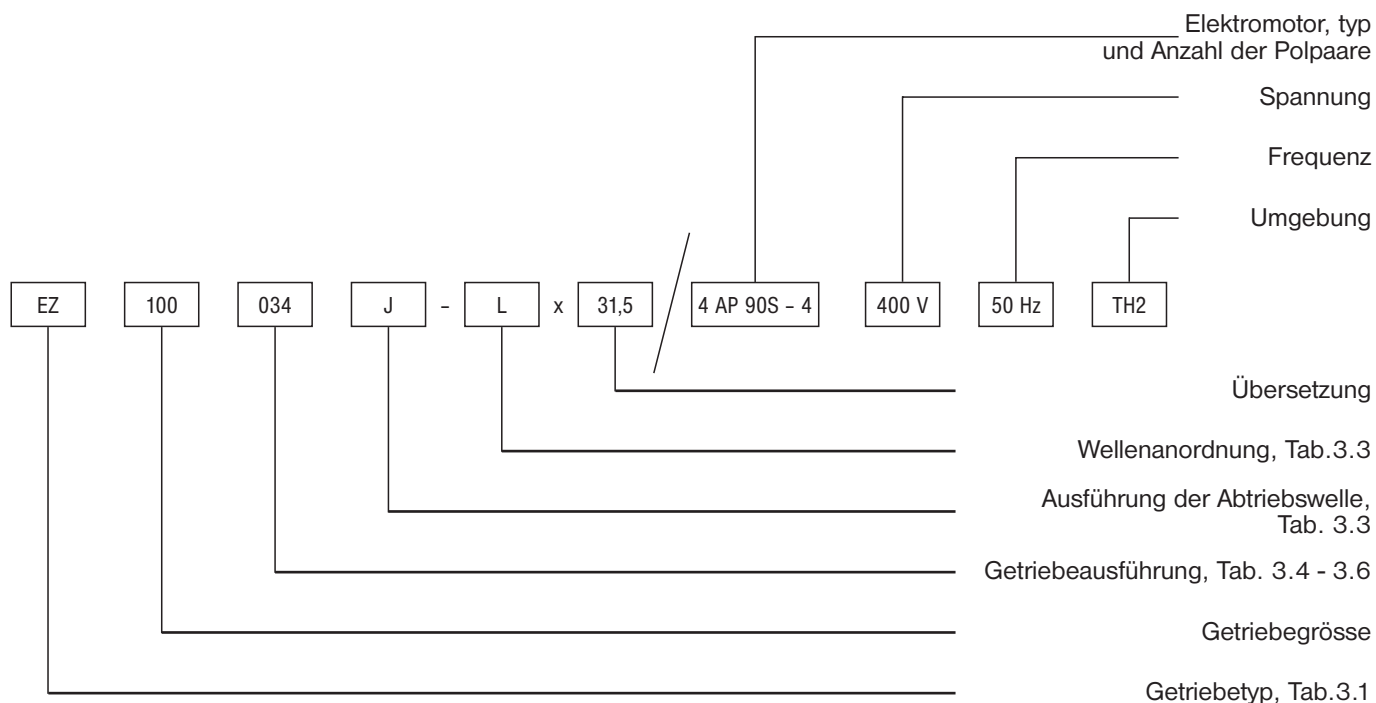 Elektromotor, typ
und Anzahl der Polpaare
Spannung
Frequenz
Umgebung
EZ 100 034 J - L x 31,5 / 4 AP 90S - 4 400 V 50 Hz TH2
Übersetzung
Wellenanordnung, Tab.3.3
Ausführung der Abtriebswelle,
Tab. 3.3
Getriebeausführung, Tab. 3.4 - 3.6
Getriebegrösse
Getriebetyp, Tab.3.1